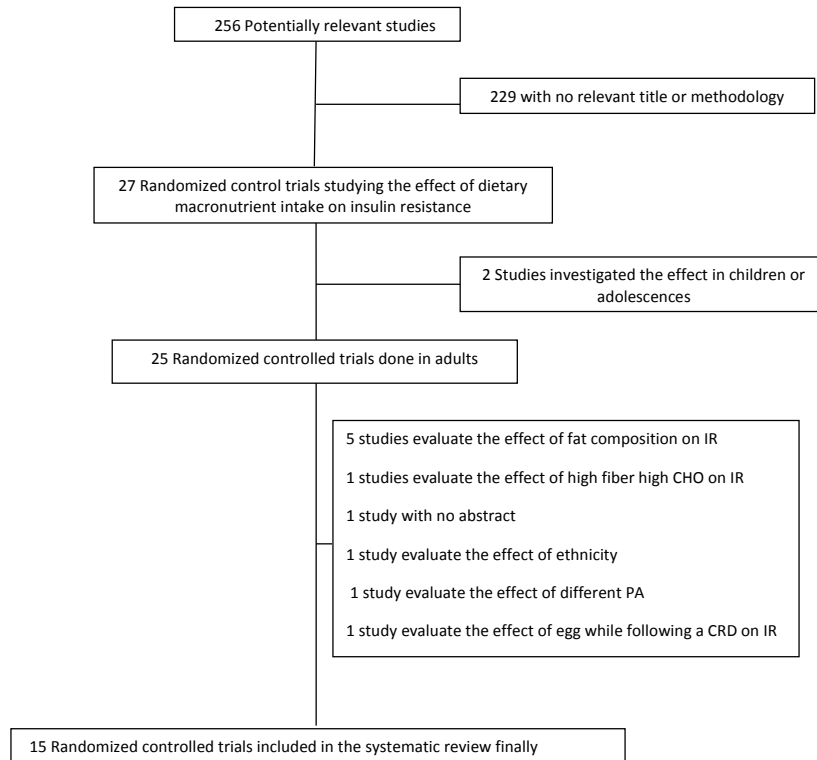 256 Potentially relevant studies
229 with no relevant title or methodology
27 Randomized control trials studying the effect of dietary
macronutrient intake on insulin resistance
2 Studies investigated the effect in children or
adolescences
25 Randomized controlled trials done in adults
5 studies evaluate the effect of fat composition on IR
1 studies evaluate the effect of high fiber high CHO on IR
1 study with no abstract
1 study evaluate the effect of ethnicity
1 study evaluate the effect of different PA
1 study evaluate the effect of egg while following a CRD on IR
15 Randomized controlled trials included in the systematic review finally